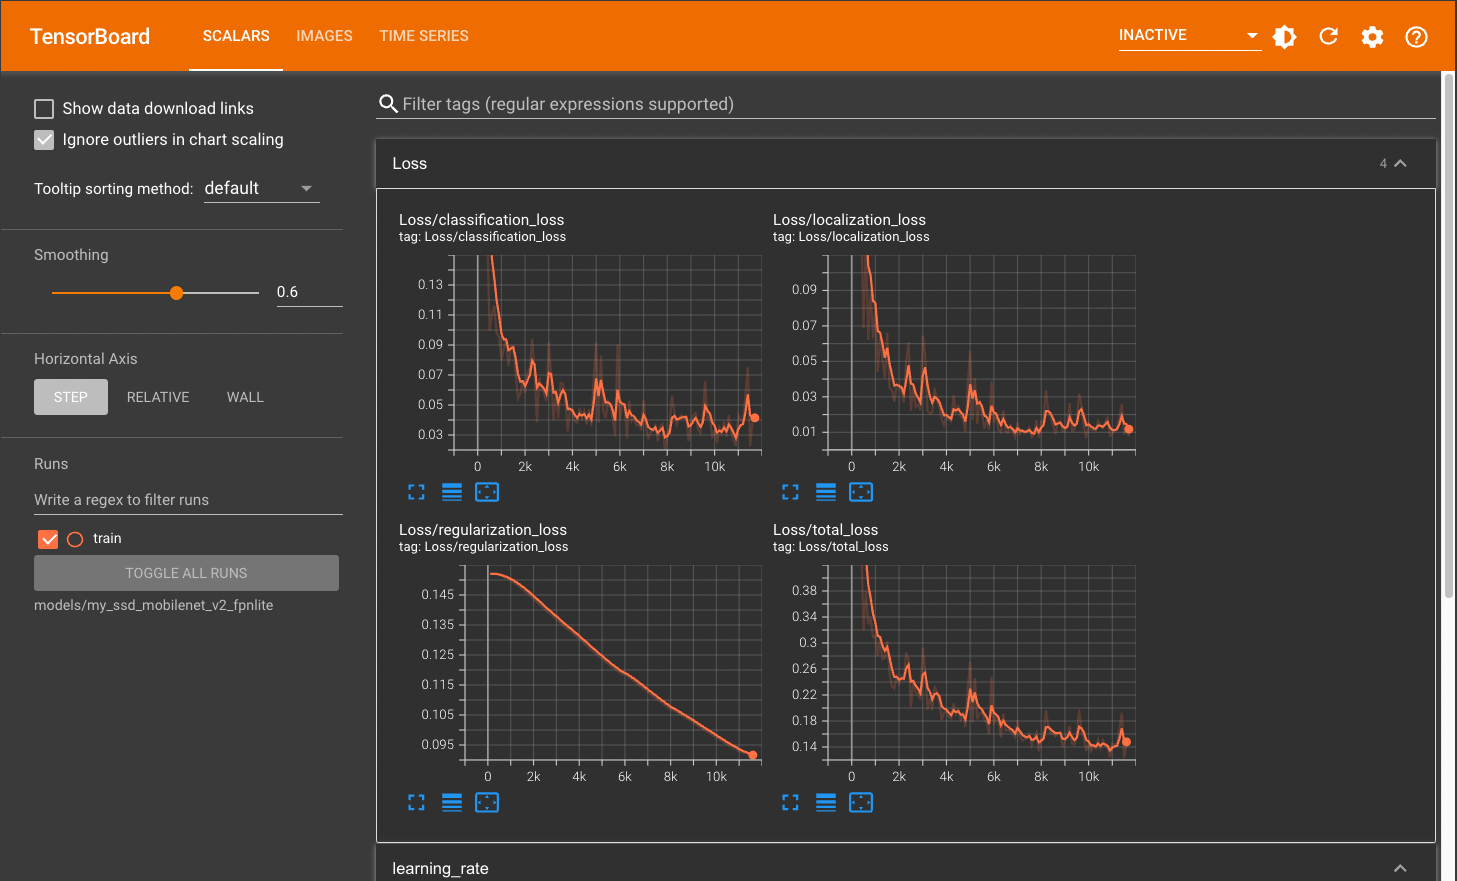 TensorBoard
SCALARS
IMAGES
TIME SERIES
INACTIVE
Show data download links
Ignore outliers in chart scaling
Tooltip sorting method: default
Smoothing
0.6
Horizontal Axis
STEP
RELATIVE
WALL
Runs
Write a regex to filter runs
train
TOGGLE ALL RUNS
models/my_ssd_mobilenet_v2_fpnlite
Filter tags (regular expressions supported)
Loss
4
Loss/classification_loss
tag: Loss/classification_loss
0.13
0.11
0.09
0.07
0.05
0.03
0 2k 4k 6k 8k 10k
Loss/localization_loss
tag: Loss/localization_loss
0.09
0.07
0.05
0.03
0.01
0 2k 4k 6k 8k 10k
Loss/regularization_loss
tag: Loss/regularization_loss
0.145
0.135
0.125
0.115
0.105
0.095
0 2k 4k 6k 8k 10k
Loss/total_loss
tag: Loss/total_loss
0.38
0.34
0.3
0.26
0.22
0.18
0.14
0 2k 4k 6k 8k 10k
learning_rate